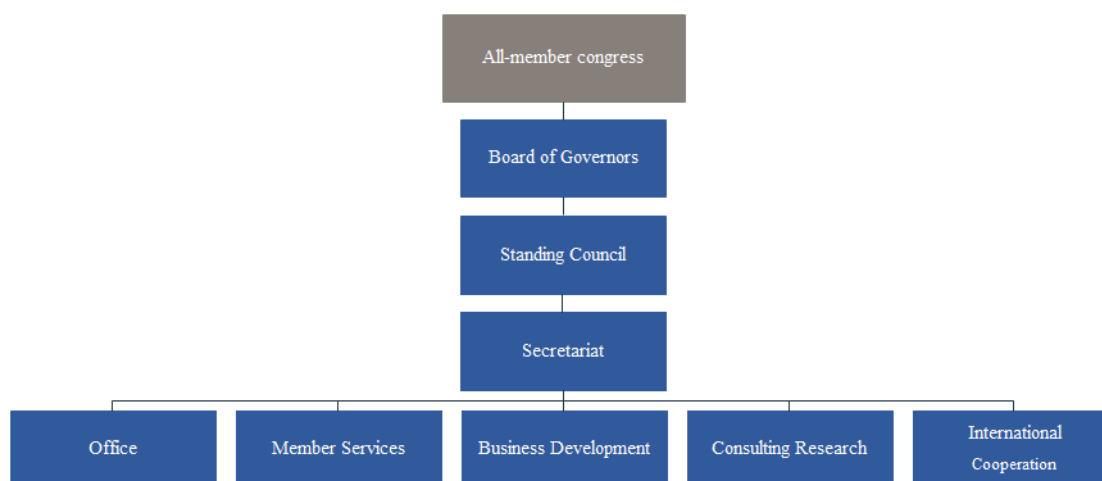 All-member congress
Board of Governors
Standing Council
Secretariat
Office
Member Services
Business Development
Consulting Research
International
Cooperation